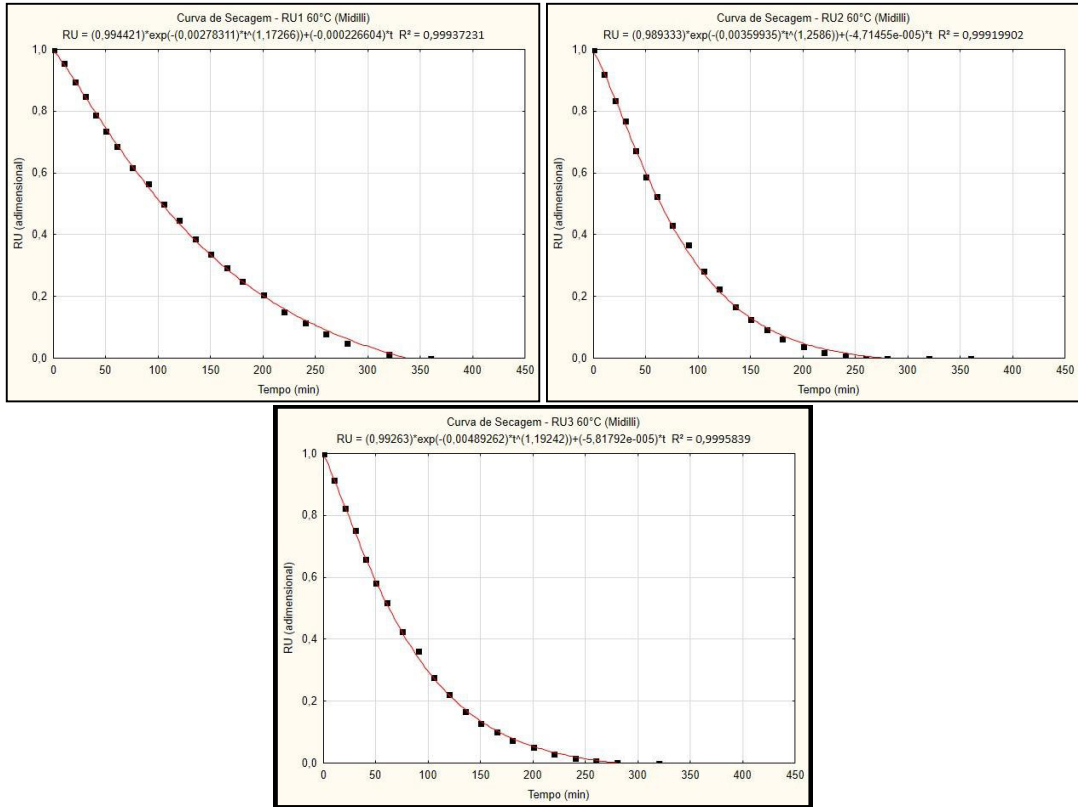 Curva de Secagem - RU1 60°C (Midilli)
RU = (0,994421)*exp(-(0,00278311)*t^(1,17266))+(-0,000226604)*t R² = 0,99937231
1,0
0,8
0,6
0,4
0,2
0,0
RU (adimensional)
0 50 100 150 200 250 300 350 400 450
Tempo (min)
Curva de Secagem - RU2 60°C (Midilli)
RU = (0,989333)*exp(-(0,00359935)*t^(1,2586))+(-4,71455e-005)*t R² = 0,99919902
1,0
0,8
0,6
0,4
0,2
0,0
RU (adimensional)
0 50 100 150 200 250 300 350 400 450
Tempo (min)
Curva de Secagem - RU3 60°C (Midilli)
RU = (0,99263)*exp(-(0,00489262)*t^(1,19242))+(-5,81792e-005)*t R² = 0,9995839
1,0
0,8
0,6
0,4
0,2
0,0
RU (adimensional)
0 50 100 150 200 250 300 350 400 450
Tempo (min)